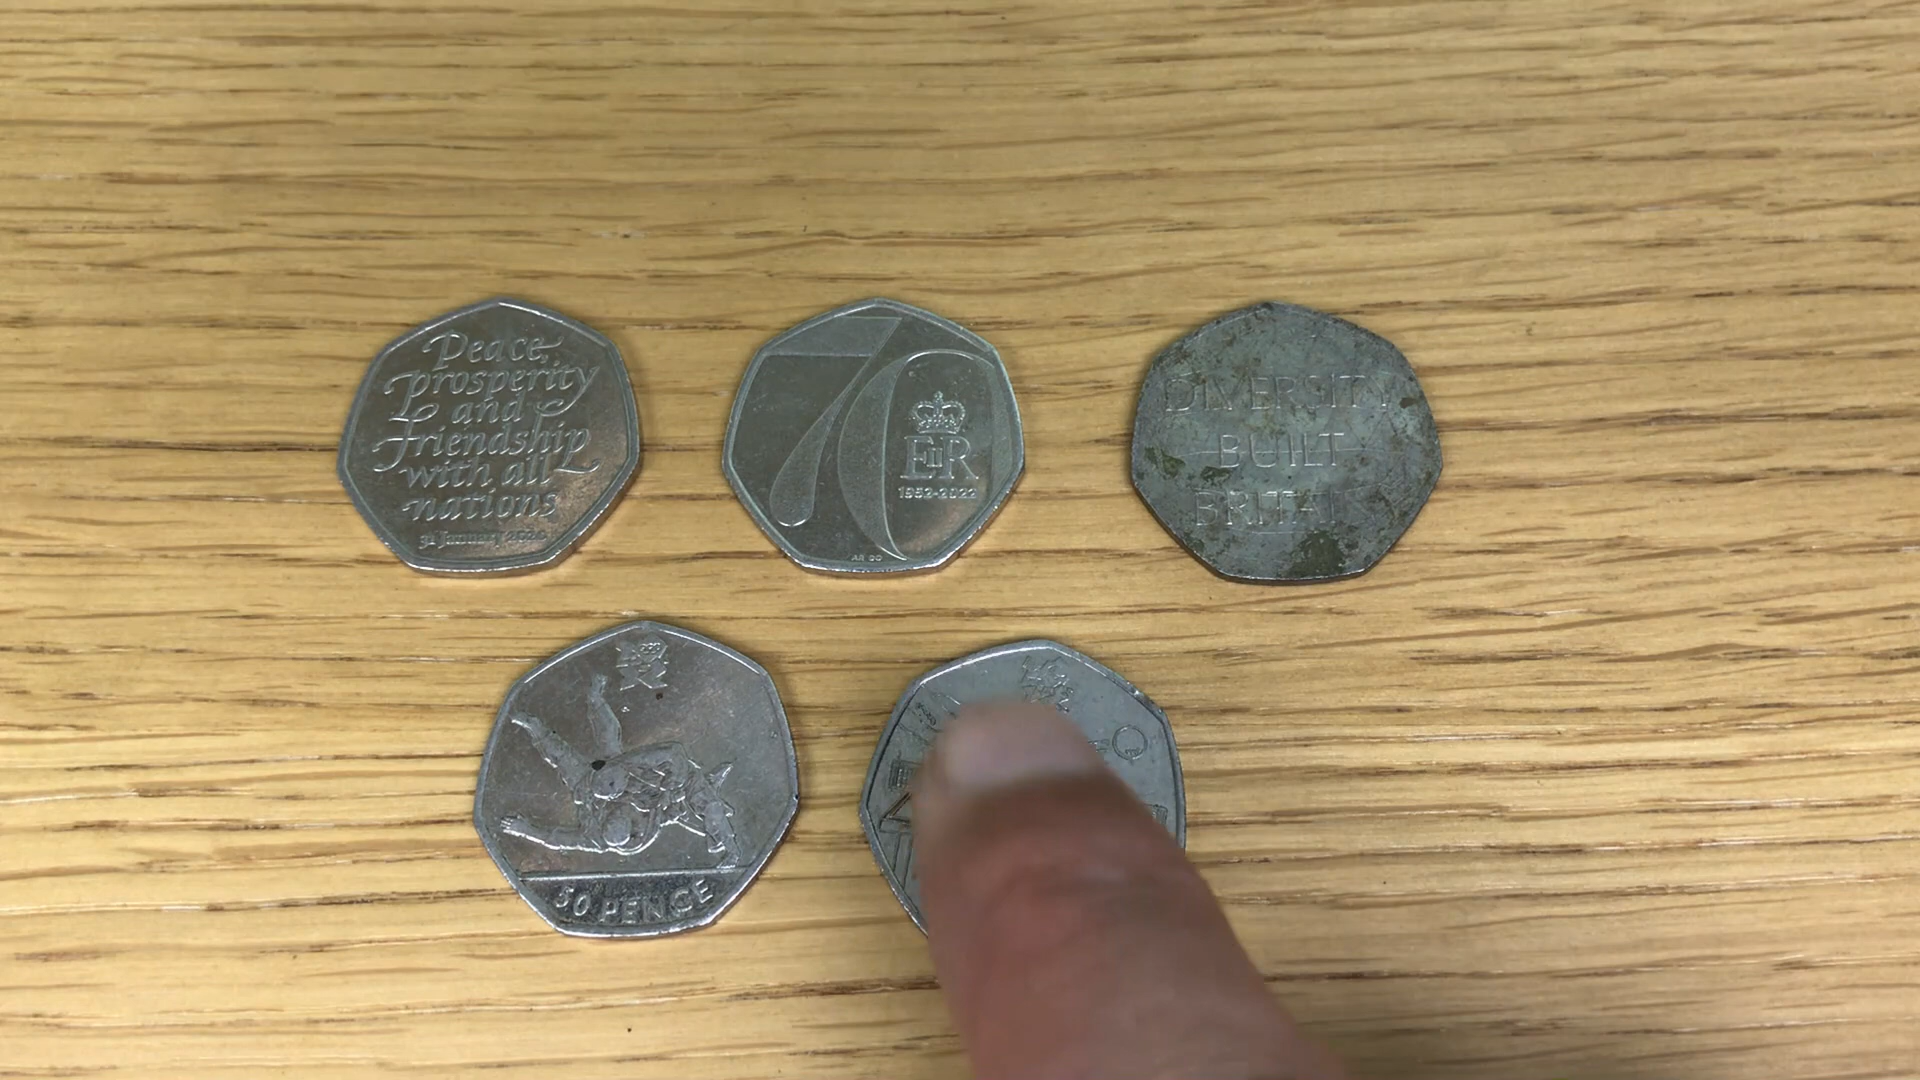 Peace,
prosperity
and
friendship
with all
nations
31 January 2020
70
EIIR
1952-2022
DIVERSITY
BUILT
BRITAIN
50 PENCE